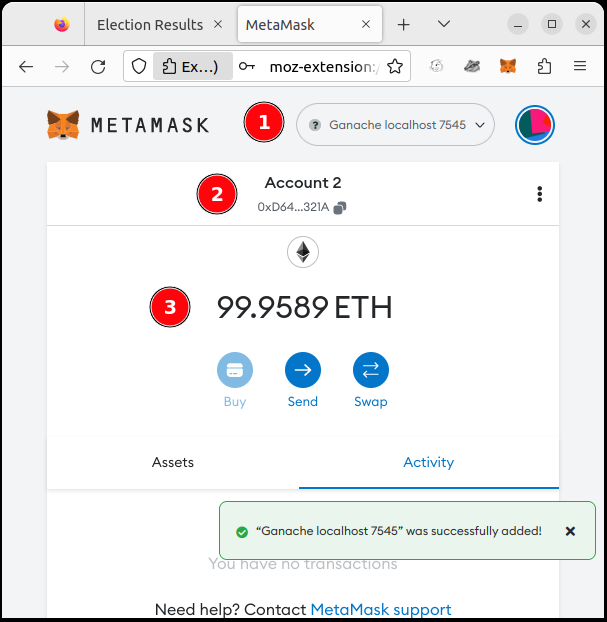 Election Results
MetaMask
Ex...)
moz-extension:/
METAMASK
1
? Ganache localhost 7545
2
Account 2
0xD64...321A
3
99.9589 ETH
Buy
Send
Swap
Assets
Activity
“Ganache localhost 7545” was successfully added!
You have no transactions
Need help? Contact MetaMask support